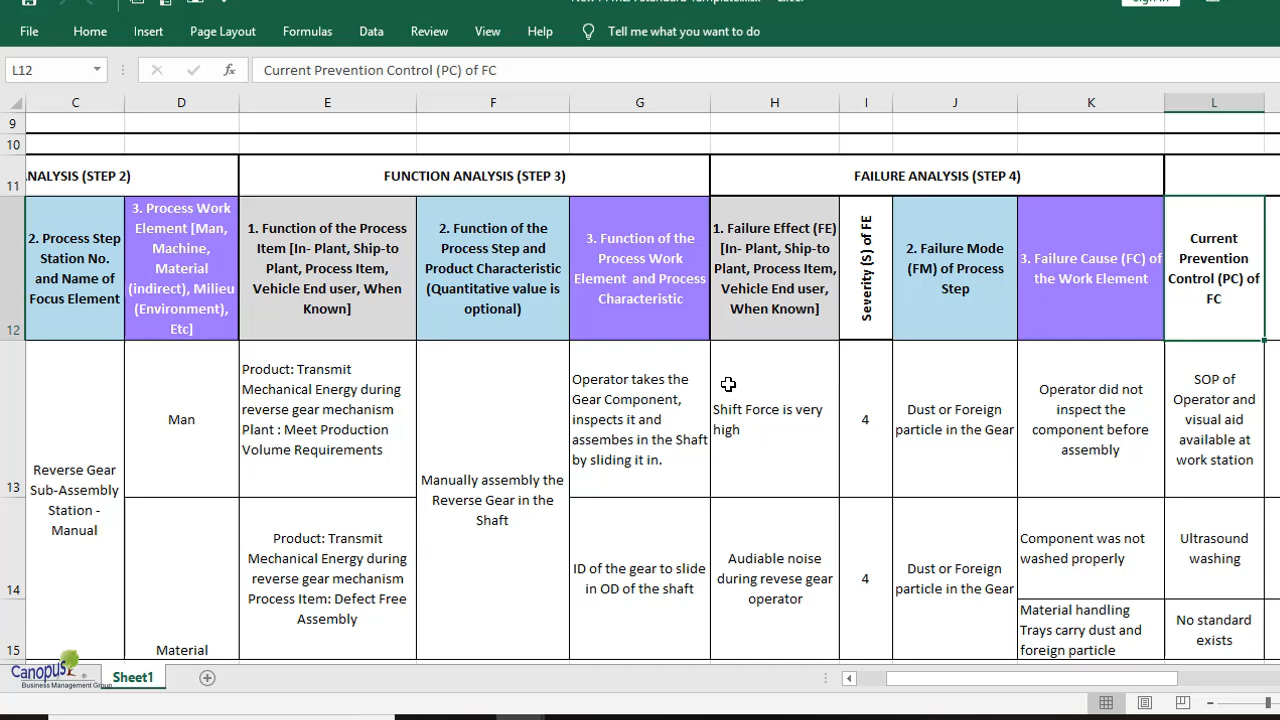 File Home Insert Page Layout Formulas Data Review View Help Tell me what you want to do
L12 fx Current Prevention Control (PC) of FC
C D E F G H I J K L
9
10
11
NALYSIS (STEP 2)
FUNCTION ANALYSIS (STEP 3)
FAILURE ANALYSIS (STEP 4)
12
2. Process Step
Station No.
and Name of
Focus Element
3. Process Work
Element [Man,
Machine,
Material
(indirect), Milieu
(Environment),
Etc]
1. Function of the Process
Item [In- Plant, Ship-to
Plant, Process Item,
Vehicle End user, When
Known]
2. Function of the
Process Step and
Product Characteristic
(Quantitative value is
optional)
3. Function of the
Process Work
Element and Process
Characteristic
1. Failure Effect (FE)
[In- Plant, Ship-to
Plant, Process Item,
Vehicle End user,
When Known]
Severity (S) of FE
2. Failure Mode
(FM) of Process
Step
3. Failure Cause (FC) of
the Work Element
Current
Prevention
Control (PC) of
FC
13
Reverse Gear
Sub-Assembly
Station -
Manual
Man
Product: Transmit
Mechanical Energy during
reverse gear mechanism
Plant : Meet Production
Volume Requirements
Manually assembly the
Reverse Gear in the
Shaft
Operator takes the
Gear Component,
inspects it and
assembes in the Shaft
by sliding it in.
Shift Force is very
high
4
Dust or Foreign
particle in the Gear
Operator did not
inspect the
component before
assembly
SOP of
Operator and
visual aid
available at
work station
14
Product: Transmit
Mechanical Energy during
reverse gear mechanism
Process Item: Defect Free
Assembly
ID of the gear to slide
in OD of the shaft
Audiable noise
during revese gear
operator
4
Dust or Foreign
particle in the Gear
Component was not
washed properly
Ultrasound
washing
15
Material
Material handling
Trays carry dust and
foreign particle
No standard
exists
Canopus
Business Management Group
Sheet1